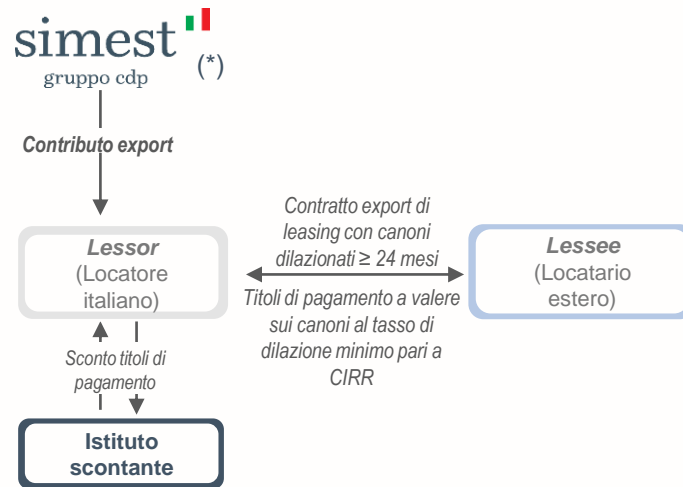 simest
gruppo cdp
(*)
Contributo export
Lessor
(Locatore
italiano)
Contratto export di
leasing con canoni
dilazionati ≥ 24 mesi
Titoli di pagamento a valere
sui canoni al tasso di
dilazione minimo pari a
CIRR
Lessee
(Locatario
estero)
Sconto titoli di
pagamento
Istituto
scontante